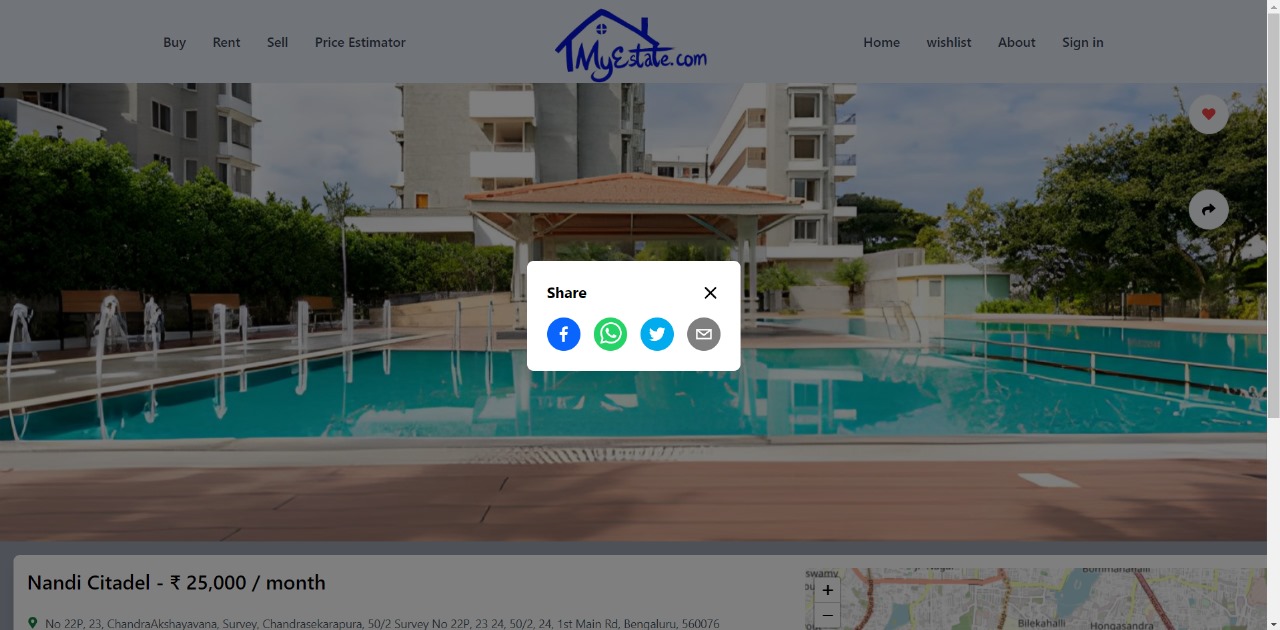 Buy Rent Sell Price Estimator MyEstate.com Home wishlist About Sign in
Share
Nandi Citadel - ₹ 25,000 / month
No 22P, 23, ChandraAkshayavana, Survey, Chandrasekarapura, 50/2 Survey No 22P, 23 24, 50/2, 24, 1st Main Rd, Bengaluru, 560076
+
−
Bommanahalli
Bilekahalli
Hongasandra